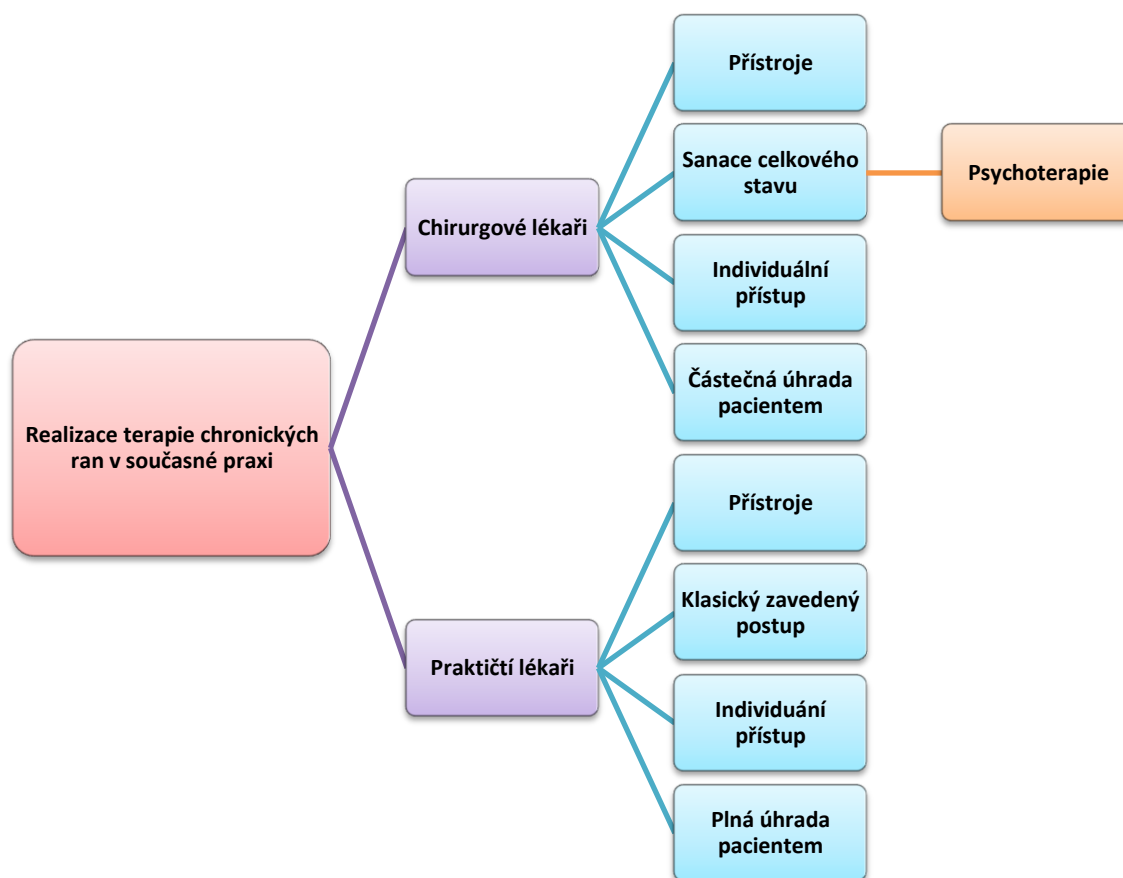 Realizace terapie chronických
ran v současné praxi
Chirurgové lékaři
Přístroje
Sanace celkového
stavu
Psychoterapie
Individuální
přístup
Částečná úhrada
pacientem
Praktičtí lékaři
Přístroje
Klasický zavedený
postup
Individuání
přístup
Plná úhrada
pacientem